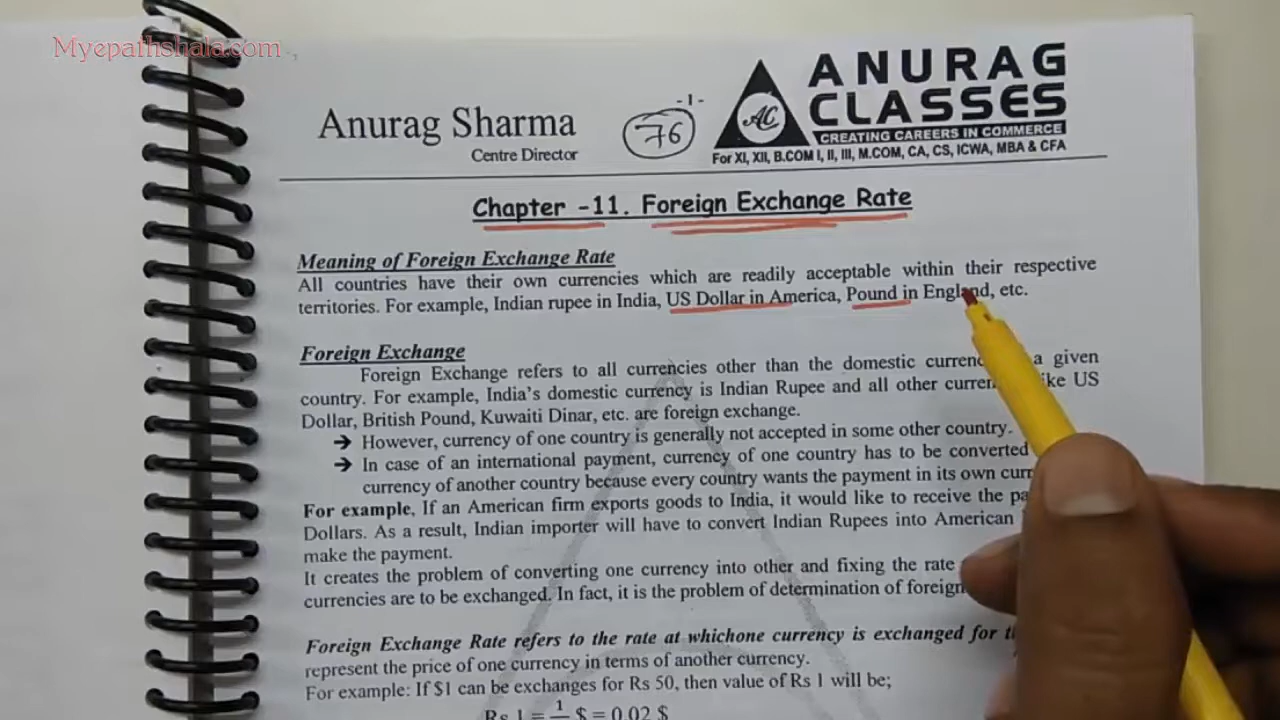 Myepathshala.com
Anurag Sharma
Centre Director
-1-
76
AC
ANURAG
CLASSES
CREATING CAREERS IN COMMERCE
For XI, XII, B.COM I, II, III, M.COM, CA, CS, ICWA, MBA & CFA
Chapter -11. Foreign Exchange Rate
Meaning of Foreign Exchange Rate
All countries have their own currencies which are readily acceptable within their respective
territories. For example, Indian rupee in India, US Dollar in America, Pound in England, etc.
Foreign Exchange
Foreign Exchange refers to all currencies other than the domestic a given
country. For example, India's domestic currency is Indian Rupee and all other US
Dollar, British Pound, Kuwaiti Dinar, etc. are foreign exchange.
➔ However, currency of one country is generally not accepted in some other country.
➔ In case of an international payment, currency of one country has to be converted
currency of another country because every country wants the payment in its own
For example, If an American firm exports goods to India, it would like to receive the
Dollars. As a result, Indian importer will have to convert Indian Rupees into American
make the payment.
It creates the problem of converting one currency into other and fixing the rate
currencies are to be exchanged. In fact, it is the problem of determination of foreign
Foreign Exchange Rate refers to the rate at whichone currency is exchanged for
represent the price of one currency in terms of another currency.
For example: If $1 can be exchanges for Rs 50, then value of Rs 1 will be;
Rs 1 = 1 $ = 0.02 $